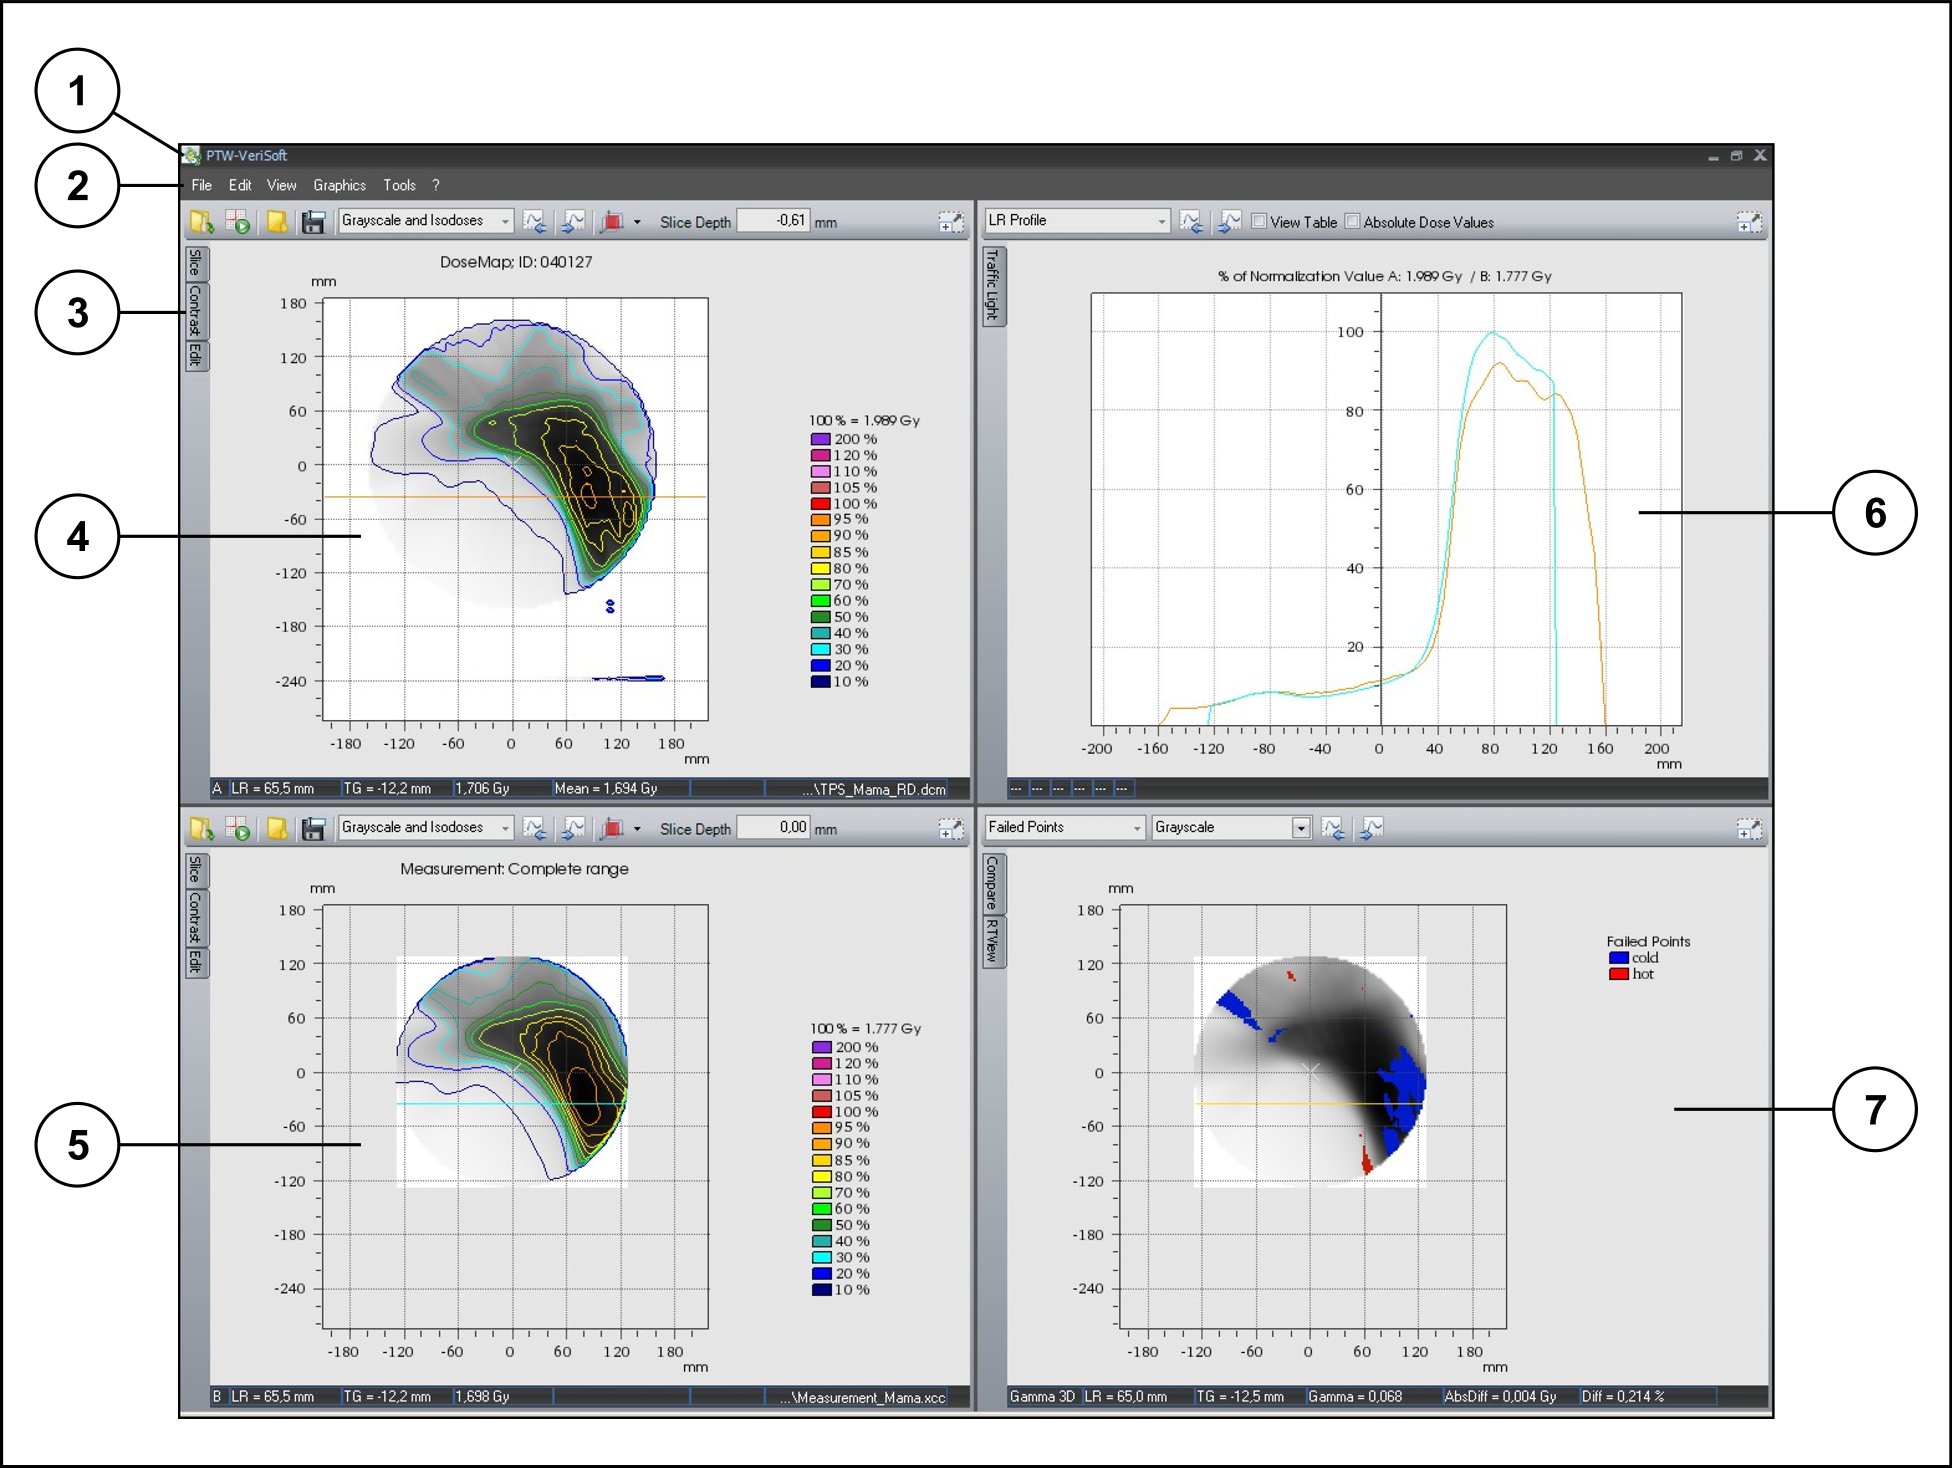 1
PTW-VeriSoft
2
File Edit View Graphics Tools ?
Grayscale and Isodoses Slice Depth -0,61 mm
Slice
Contrast
Edit
3
DoseMap; ID: 040127
mm
180
120
60
0
-60
-120
-180
-240
-180 -120 -60 0 60 120 180
mm
100 % = 1.989 Gy
200 %
120 %
110 %
105 %
100 %
95 %
90 %
85 %
80 %
70 %
60 %
50 %
40 %
30 %
20 %
10 %
4
A LR = 65,5 mm TG = -12,2 mm 1,706 Gy Mean = 1,694 Gy ...\TPS_Mama_RD.dcm
LR Profile View Table Absolute Dose Values
Traffic Light
% of Normalization Value A: 1.989 Gy / B: 1.777 Gy
100
80
60
40
20
-200 -160 -120 -80 -40 0 40 80 120 160 200
mm
6
--- --- --- --- --- ---
Grayscale and Isodoses Slice Depth 0,00 mm
Slice
Contrast
Edit
Measurement: Complete range
mm
180
120
60
0
-60
-120
-180
-240
-180 -120 -60 0 60 120 180
mm
100 % = 1.777 Gy
200 %
120 %
110 %
105 %
100 %
95 %
90 %
85 %
80 %
70 %
60 %
50 %
40 %
30 %
20 %
10 %
5
B LR = 65,5 mm TG = -12,2 mm 1,698 Gy ...\Measurement_Mama.xcc
Failed Points Grayscale
Compare
RTView
mm
180
120
60
0
-60
-120
-180
-240
-180 -120 -60 0 60 120 180
mm
Failed Points
cold
hot
7
Gamma 3D LR = 65,0 mm TG = -12,5 mm Gamma = 0,068 AbsDiff = 0,004 Gy Diff = 0,214 %